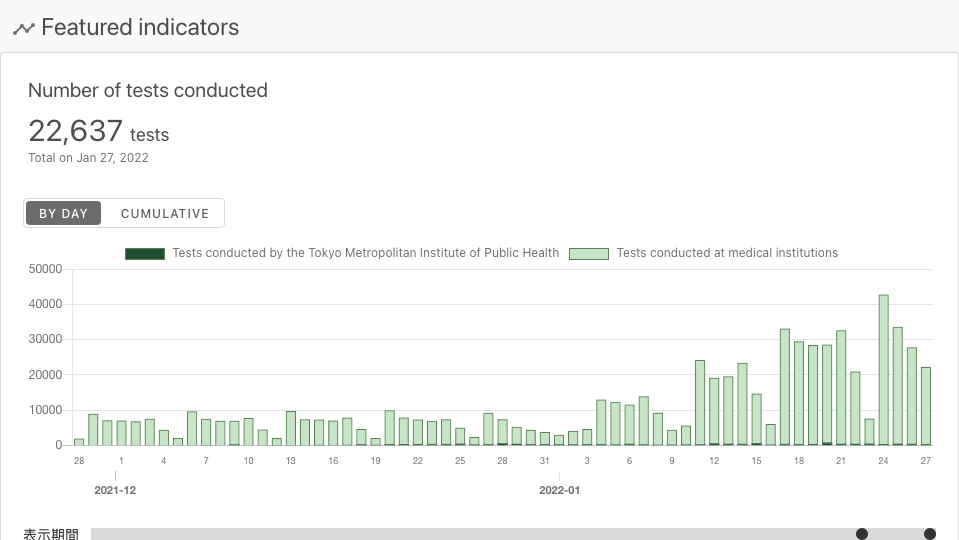 Featured indicators
Number of tests conducted
22,637 tests
Total on Jan 27, 2022
BY DAY CUMULATIVE
Tests conducted by the Tokyo Metropolitan Institute of Public Health Tests conducted at medical institutions
50000
40000
30000
20000
10000
0
28 1 4 7 10 13 16 19 22 25 28 31 3 6 9 12 15 18 21 24 27
2021-12 2022-01
表示期間